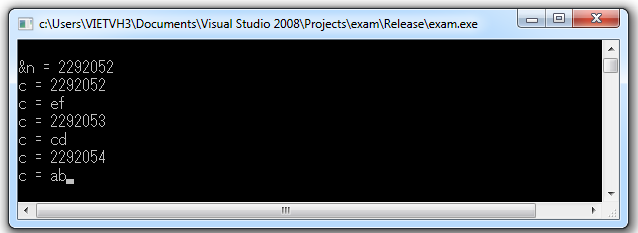 c:\Users\VIETVH3\Documents\Visual Studio 2008\Projects\exam\Release\exam.exe
&n = 2292052
c = 2292052
c = ef
c = 2292053
c = cd
c = 2292054
c = ab